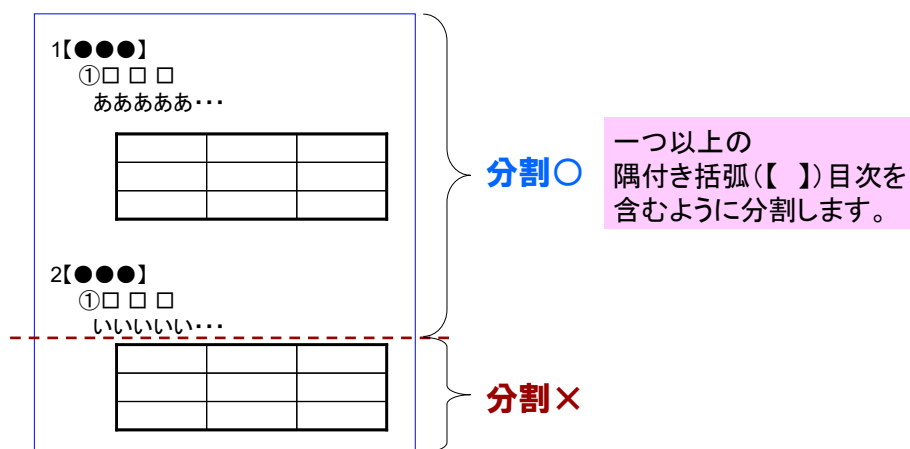 1【●●●】
①□ □ □
あああああ・・・
2【●●●】
①□ □ □
いいいいい・・・
分割○
一つ以上の
隅付き括弧(【　】)目次を
含むように分割します。
分割×